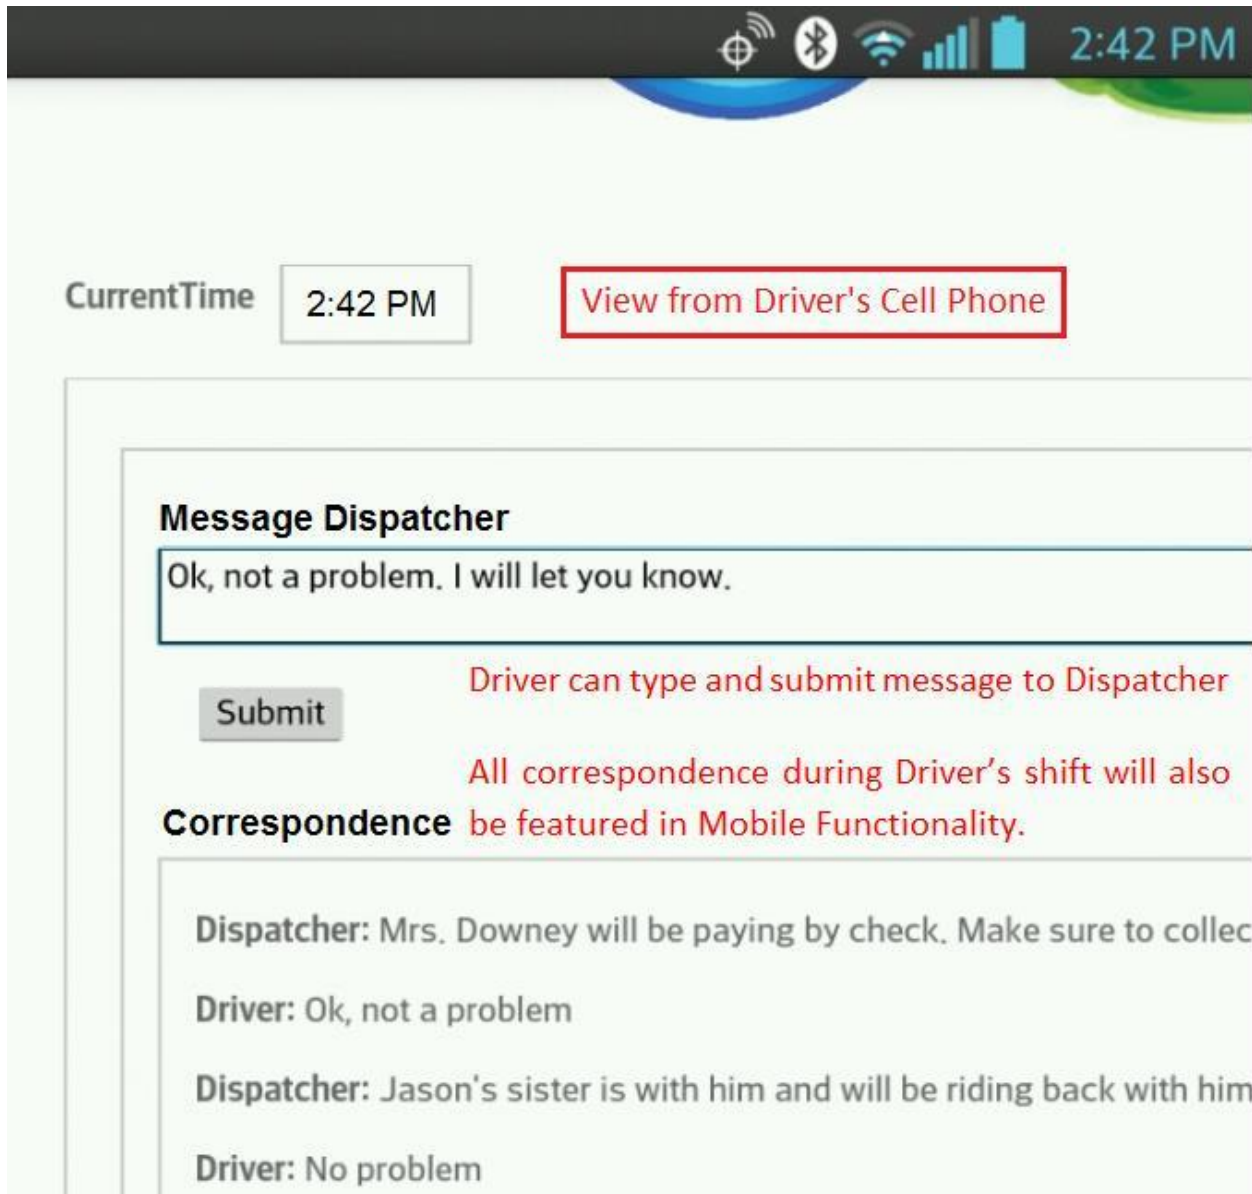 2:42 PM
CurrentTime
2:42 PM
View from Driver's Cell Phone
Message Dispatcher
Ok, not a problem. I will let you know.
Submit
Driver can type and submit message to Dispatcher
All correspondence during Driver’s shift will also
be featured in Mobile Functionality.
Correspondence
Dispatcher: Mrs. Downey will be paying by check. Make sure to collec
Driver: Ok, not a problem
Dispatcher: Jason's sister is with him and will be riding back with him
Driver: No problem